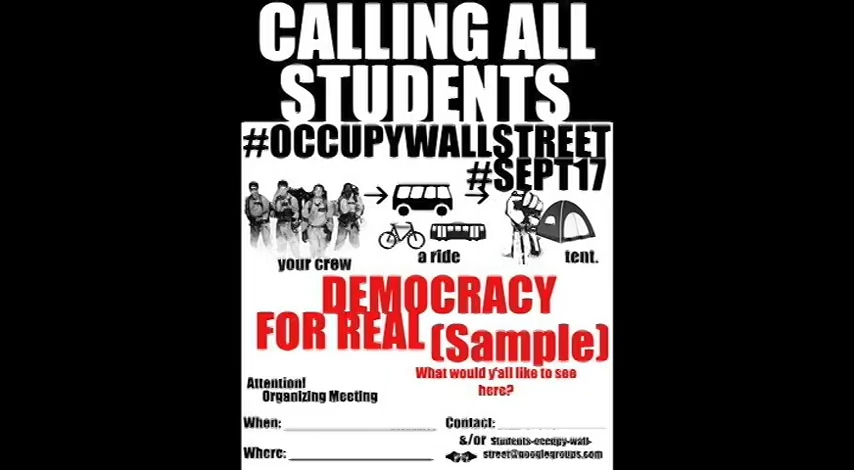 CALLING ALL
STUDENTS
#OCCUPYWALLSTREET
#SEPT17
your crew
a ride
tent.
DEMOCRACY
FOR REAL (Sample)
What would y'all like to see
here?
Attention!
Organizing Meeting
When:
Contact:
&/or Students-occupy-wall-
street@googlegroups.com
Where: